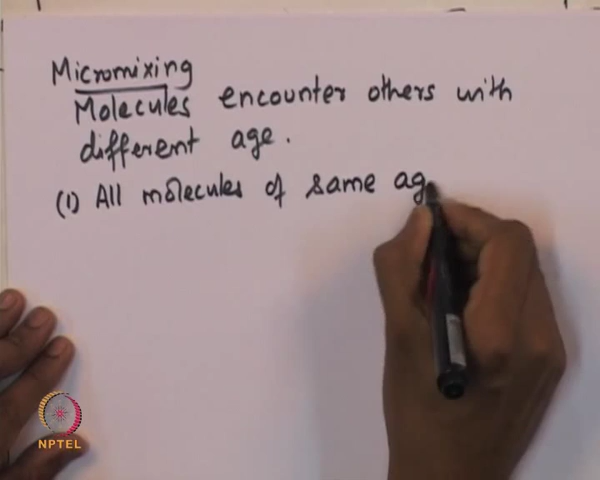 Micromixing
Molecules encounter others with
different age.
(1) All molecules of same ag
NPTEL